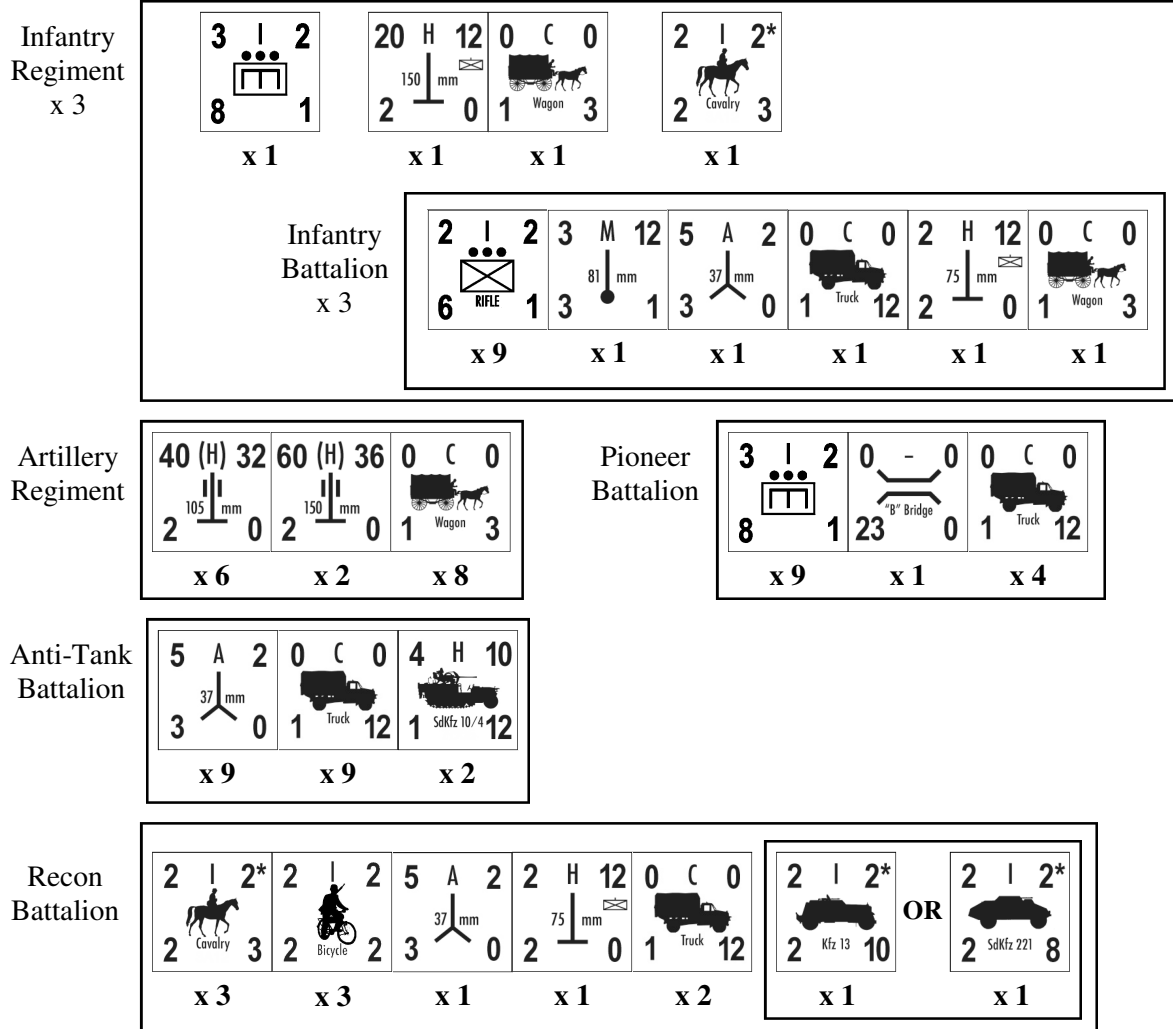 Infantry
Regiment
x 3
3 I 2
8 1
x 1
20 H 12
150 mm
2 0
x 1
0 C 0
Wagon
1 3
x 1
2 I 2*
Cavalry
2 3
x 1
Infantry
Battalion
x 3
2 I 2
RIFLE
6 1
x 9
3 M 12
81 mm
3 1
x 1
5 A 2
37 mm
3 0
x 1
0 C 0
Truck
1 12
x 1
2 H 12
75 mm
2 0
x 1
0 C 0
Wagon
1 3
x 1
Artillery
Regiment
40 (H) 32
105 mm
2 0
x 6
60 (H) 36
150 mm
2 0
x 2
0 C 0
Wagon
1 3
x 8
Pioneer
Battalion
3 I 2
8 1
x 9
0 - 0
"B" Bridge
23 0
x 1
0 C 0
Truck
1 12
x 4
Anti-Tank
Battalion
5 A 2
37 mm
3 0
x 9
0 C 0
Truck
1 12
x 9
4 H 10
SdKfz 10/4
1 12
x 2
Recon
Battalion
2 I 2*
Cavalry
2 3
x 3
2 I 2
Bicycle
2 2
x 3
5 A 2
37 mm
3 0
x 1
2 H 12
75 mm
2 0
x 1
0 C 0
Truck
1 12
x 2
2 I 2*
Kfz 13
2 10
x 1
OR
2 I 2*
SdKfz 221
2 8
x 1